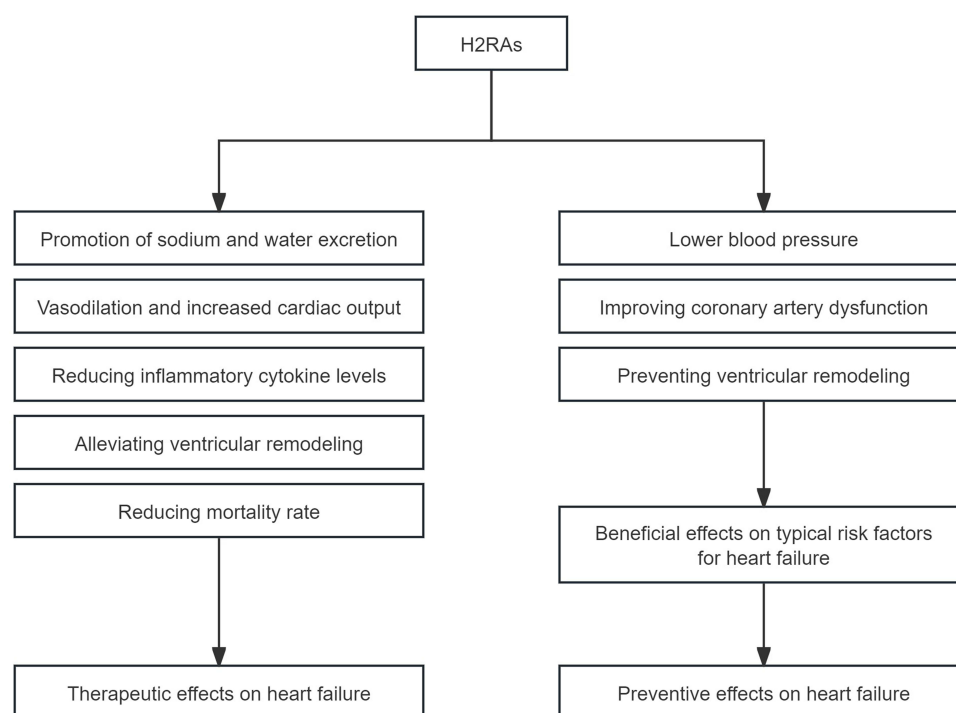 H2RAs
Promotion of sodium and water excretion
Vasodilation and increased cardiac output
Reducing inflammatory cytokine levels
Alleviating ventricular remodeling
Reducing mortality rate
Therapeutic effects on heart failure
Lower blood pressure
Improving coronary artery dysfunction
Preventing ventricular remodeling
Beneficial effects on typical risk factors
for heart failure
Preventive effects on heart failure